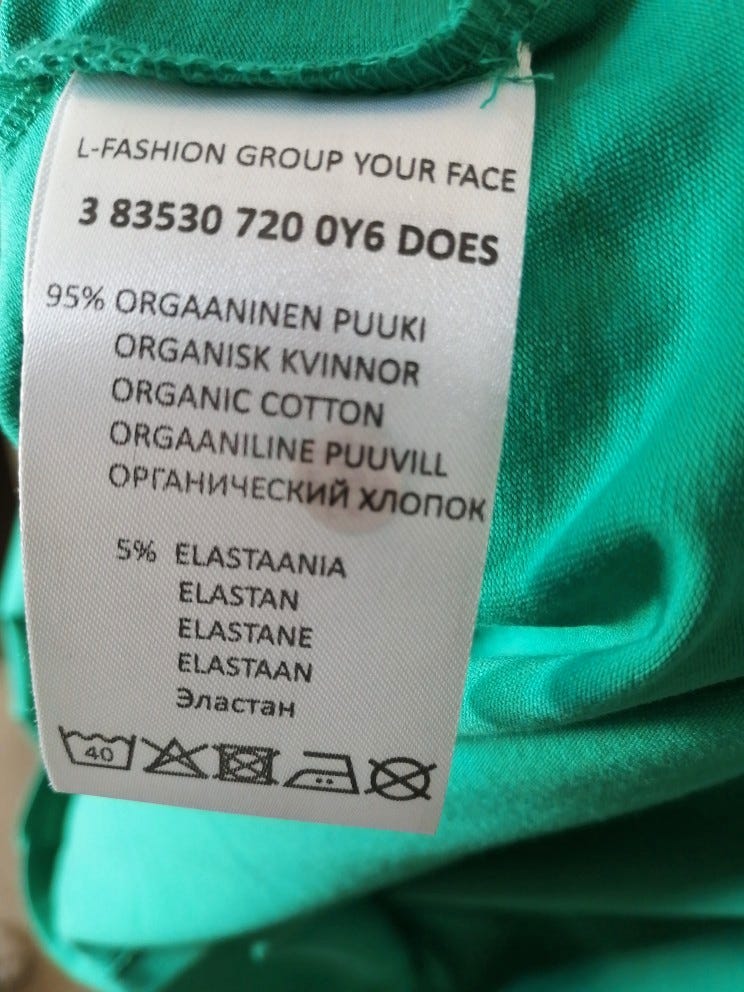 L-FASHION GROUP YOUR FACE
3 83530 720 0Y6 DOES
95% ORGAANINEN PUUKI
ORGANISK KVINNOR
ORGANIC COTTON
ORGAANILINE PUUVILL
ОРГАНИЧЕСКИЙ ХЛОПОК
5% ELASTAANIA
ELASTAN
ELASTANE
ELASTAAN
Эластан
40